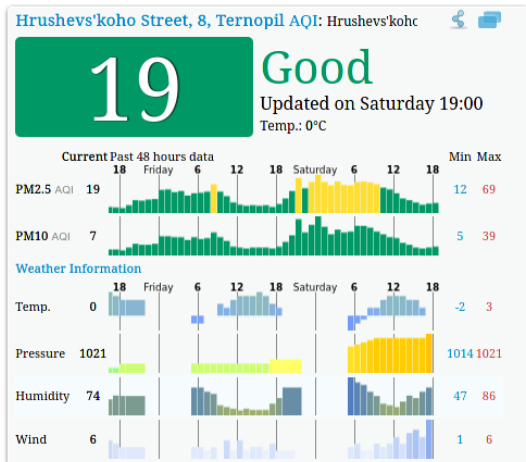 Hrushevs'koho Street, 8, Ternopil AQI: Hrushevs'kohc
19
Good
Updated on Saturday 19:00
Temp.: 0°C
Current Past 48 hours data Min Max
18 Friday 6 12 18 Saturday 6 12 18
PM2.5 AQI 19 12 69
PM10 AQI 7 5 39
Weather Information
18 Friday 6 12 18 Saturday 6 12 18
Temp. 0 -2 3
Pressure 1021 1014 1021
Humidity 74 47 86
Wind 6 1 6